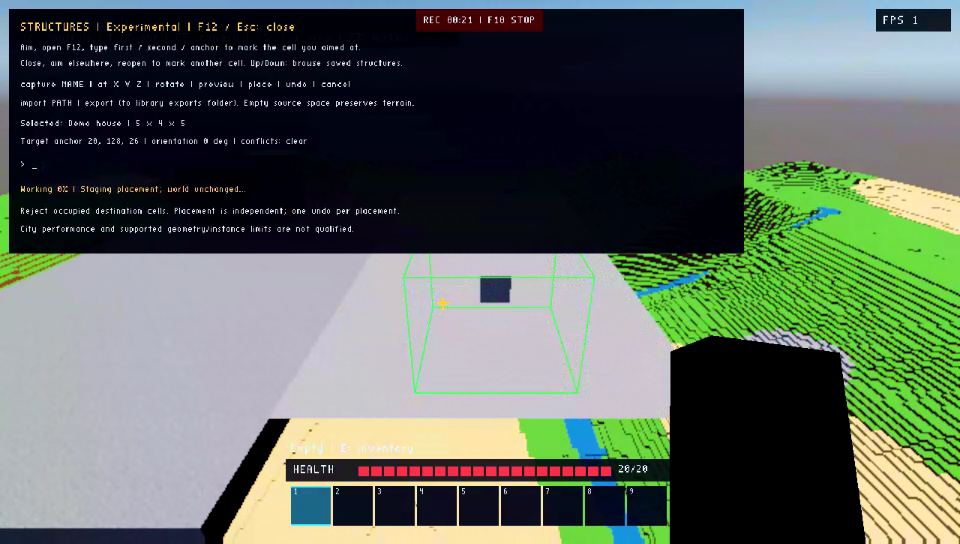 STRUCTURES | Experimental | F12 / Esc: close
REC 00:21 | F10 STOP
FPS 1
Aim, open F12, type first / second / anchor to mark the cell you aimed at.
Close, aim elsewhere, reopen to mark another cell. Up/Down: browse saved structures.
capture NAME | at X Y Z | rotate | preview | place | undo | cancel
import PATH | export (to library exports folder). Empty source space preserves terrain.
Selected: Demo house | 5 x 4 x 5
Target anchor 20, 128, 26 | orientation 0 deg | conflicts: clear
> _
Working 0% | Staging placement; world unchanged...
Reject occupied destination cells. Placement is independent; one undo per placement.
City performance and supported geometry/instance limits are not qualified.
Empty | E: inventory
HEALTH 20/20
1 2 3 4 5 6 7 8 9